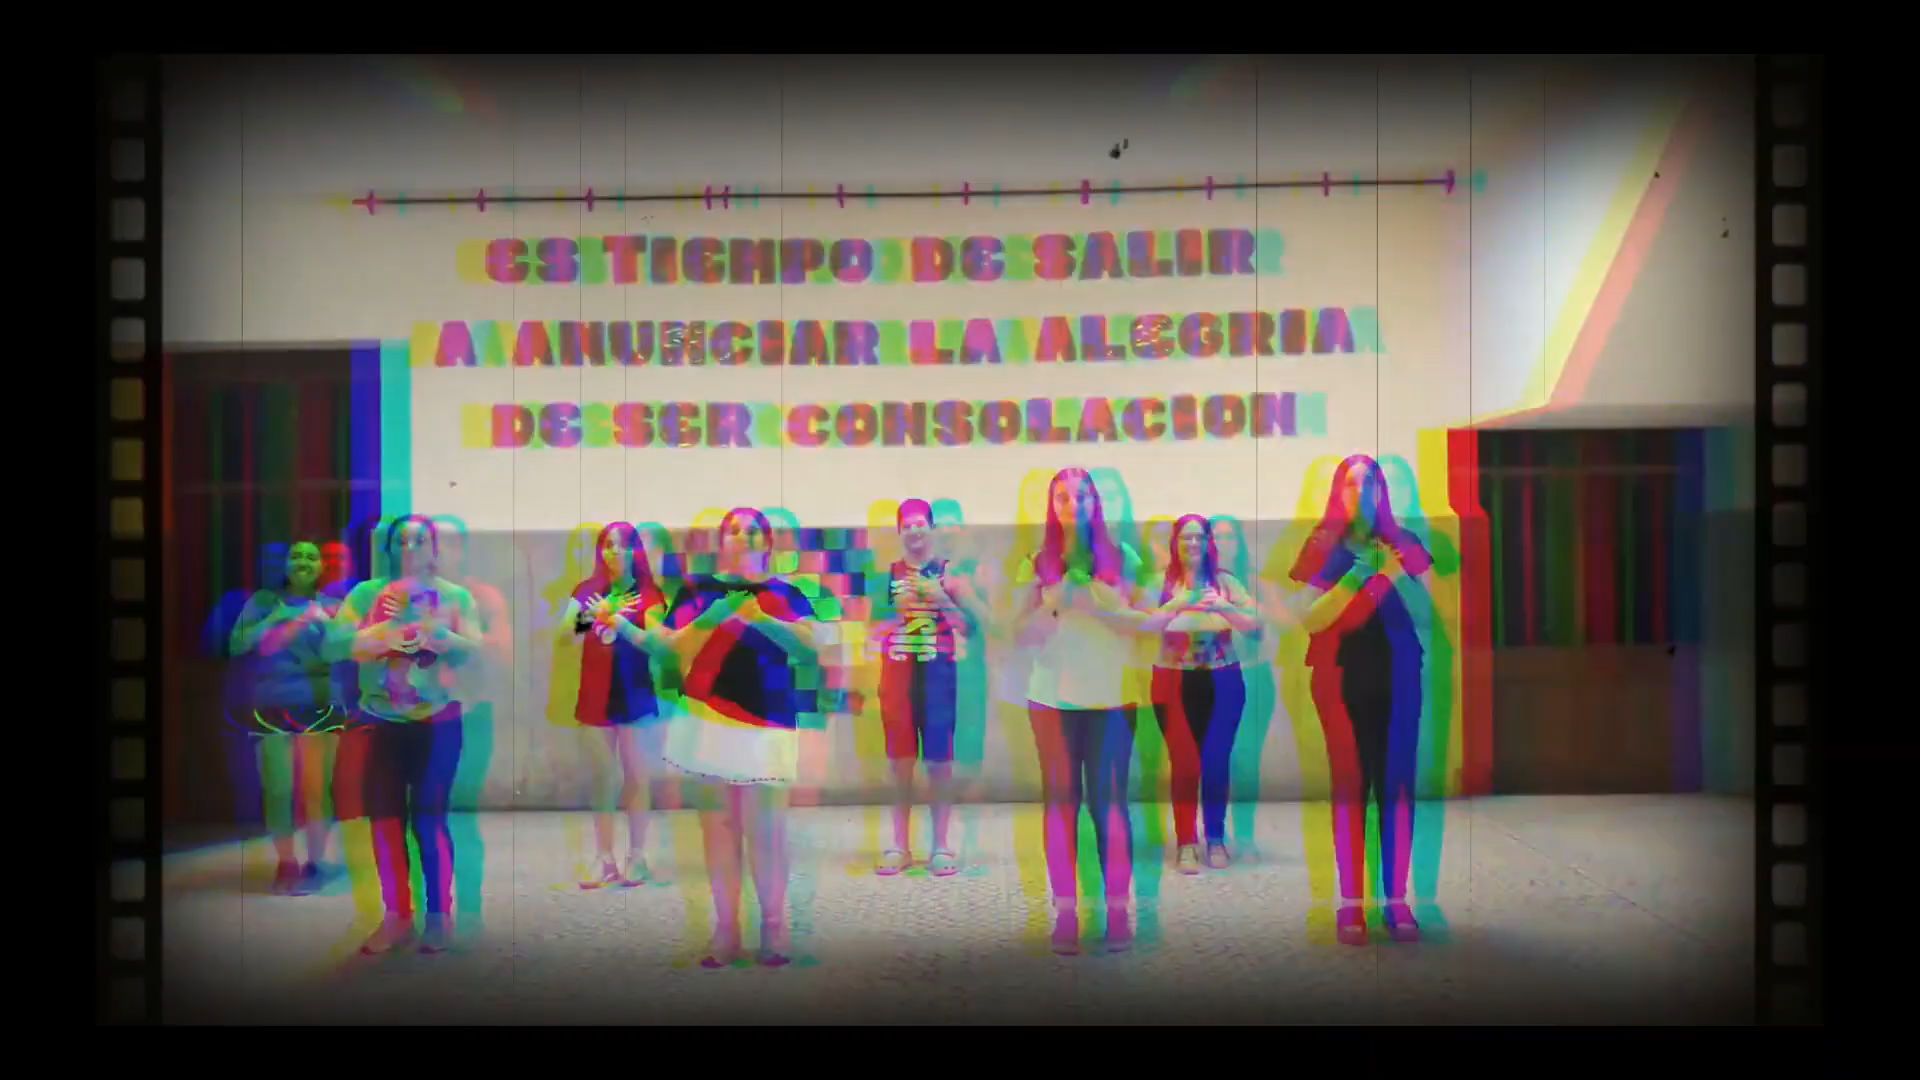 ES TIEMPO DE SALIR
A ANUNCIAR LA ALEGRIA
DE SER CONSOLACION